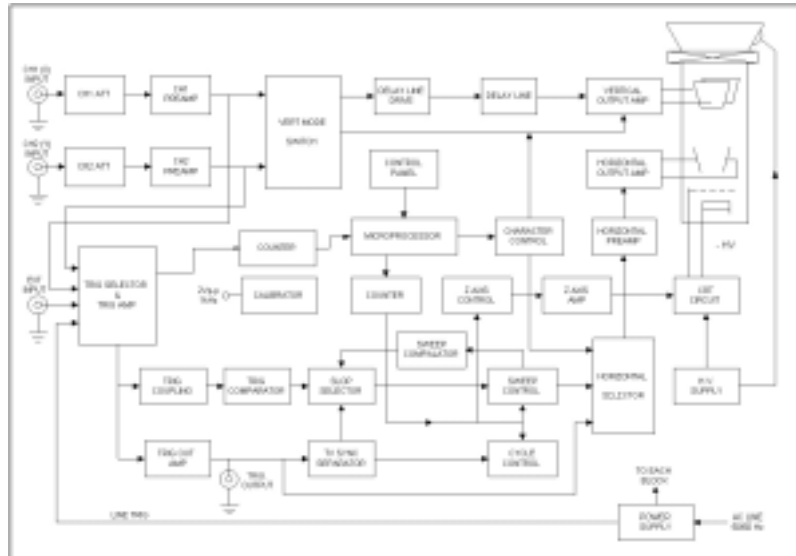 CH1 (X)
INPUT
CH1 ATT
CH1
PREAMP
VERT MODE
SWITCH
DELAY LINE
DRIVE
DELAY LINE
VERTICAL
OUTPUT AMP
CH2 (Y)
INPUT
CH2 ATT
CH2
PREAMP
CONTROL
PANEL
HORIZONTAL
OUTPUT AMP
COUNTER
MICROPROCESSOR
CHARACTER
CONTROL
HORIZONTAL
PREAMP
- HV
EXT
INPUT
TRIG SELECTOR
&
TRIG AMP
CALIBRATOR
COUNTER
Z-AXIS
CONTROL
Z-AXIS
AMP
CRT
CIRCUIT
SWEEP
TRIG
COUPLING
TRIG
COMPARATOR
SLOP
SELECTOR
SWEEP
CONTROL
HORIZONTAL
SELECTOR
H.V
SUPPLY
TRIG OUT
AMP
TRIG
OUTPUT
TV SYNC
SEPARATOR
CYCLE
CONTROL
TO EACH
BLOCK
LINE TRIG
POWER
SUPPLY
AC LINE
50/60 Hz